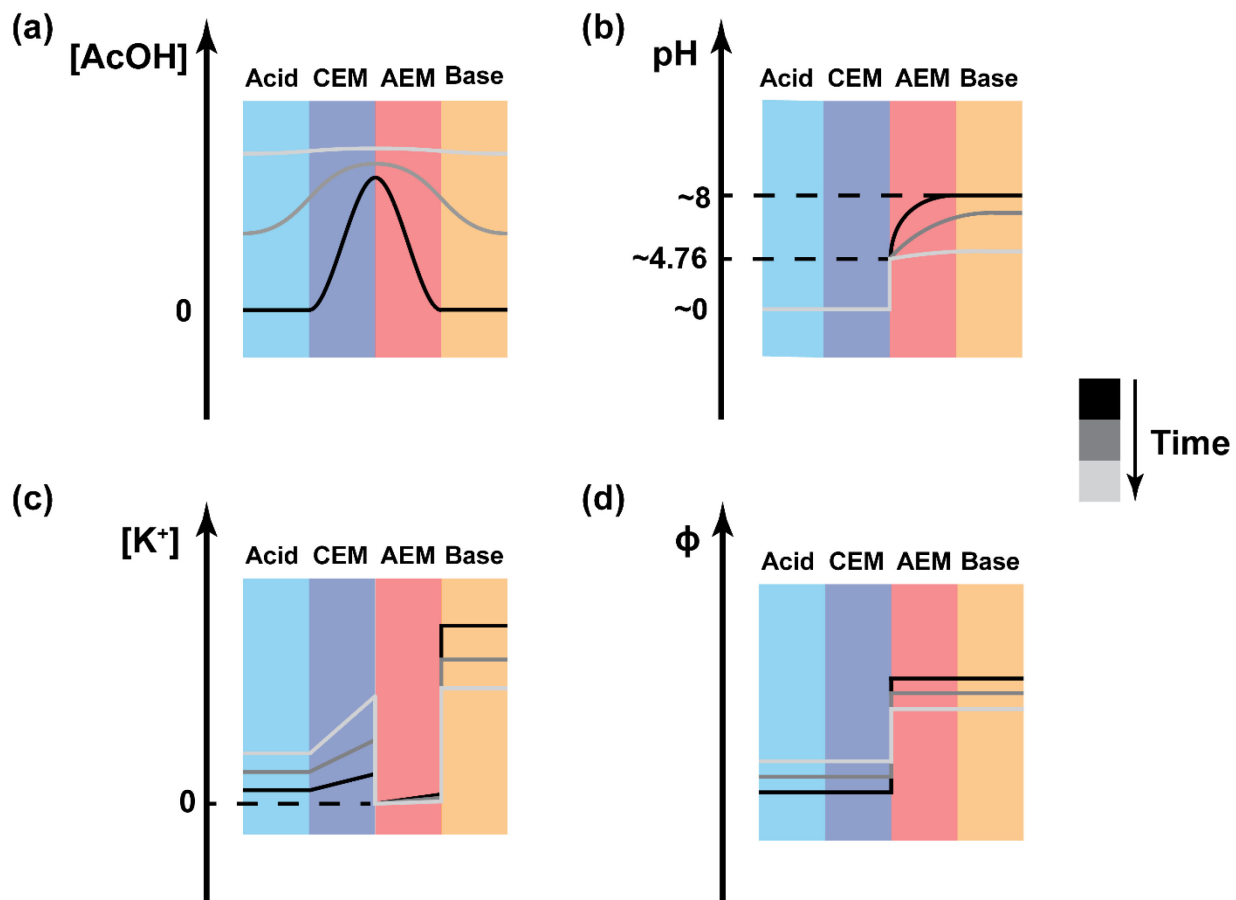 (a)
[AcOH]
Acid CEM AEM Base
0
(b)
pH
Acid CEM AEM Base
~8
~4.76
~0
Time
(c)
[K⁺]
Acid CEM AEM Base
0
(d)
ϕ
Acid CEM AEM Base